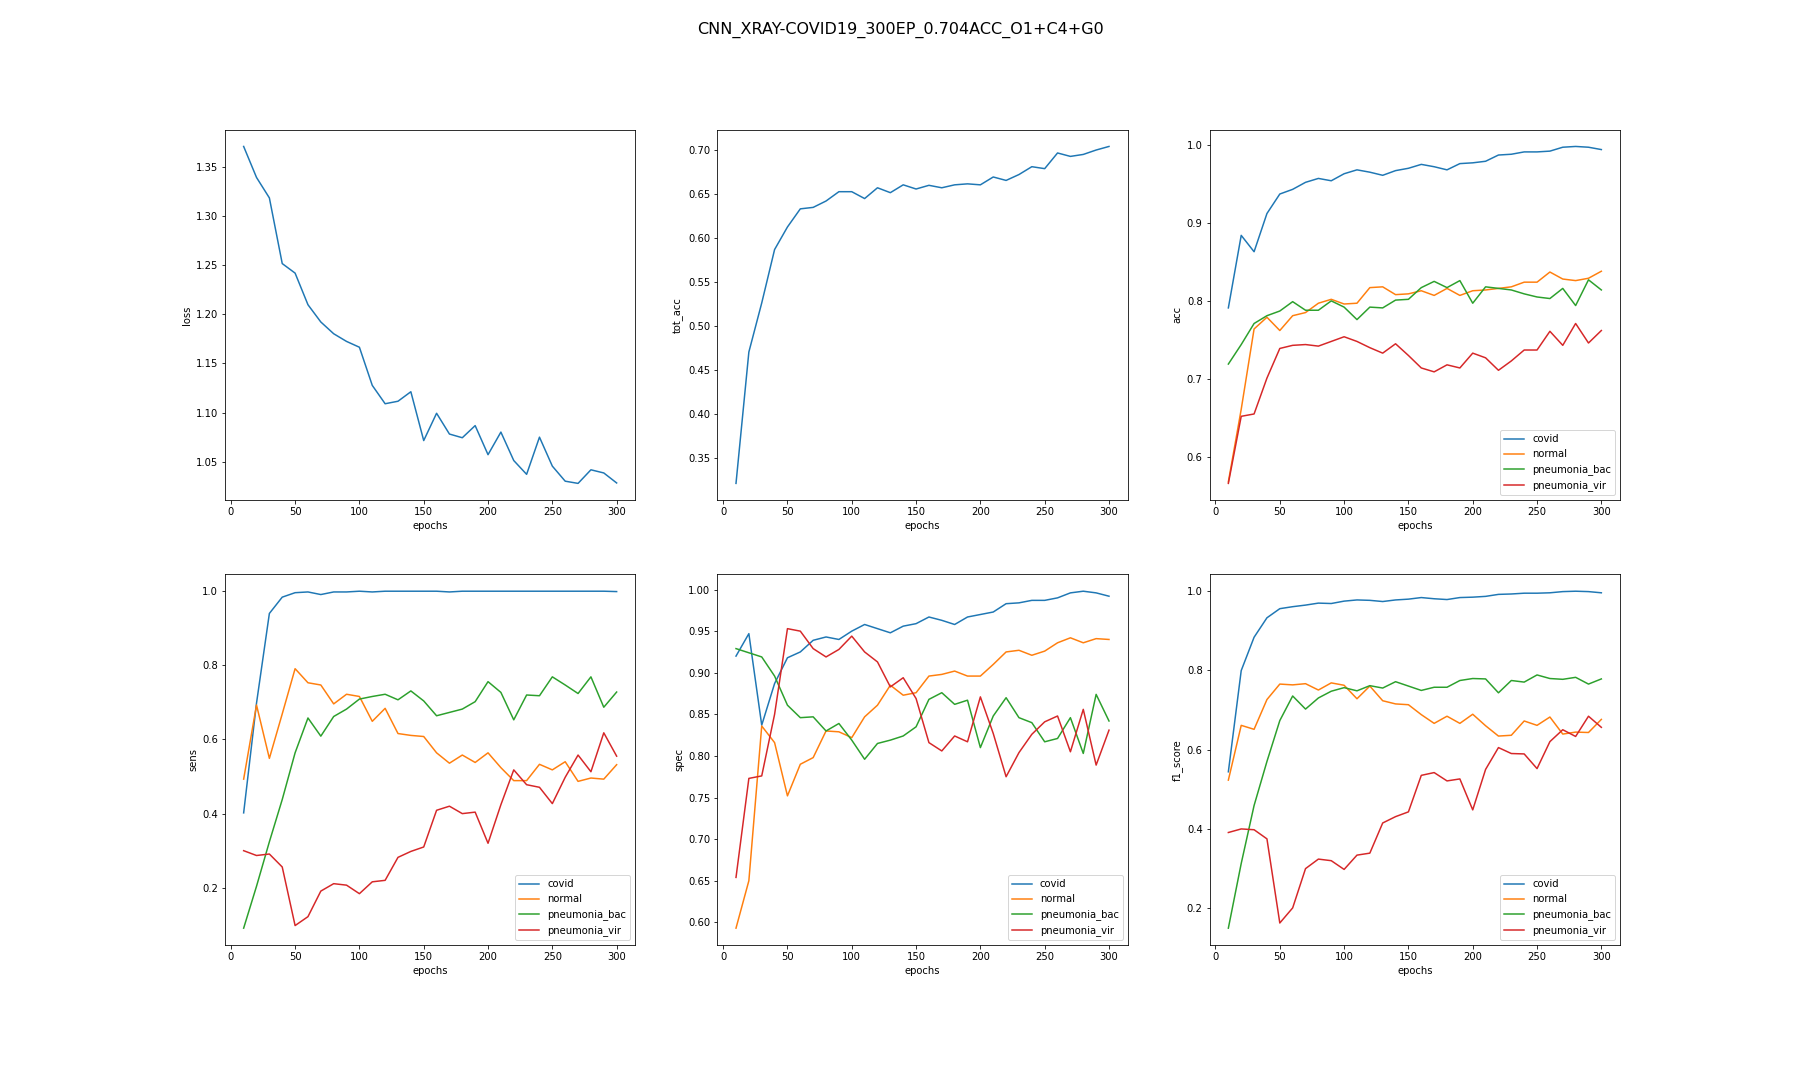 CNN_XRAY-COVID19_300EP_0.704ACC_O1+C4+G0
1.35
1.30
1.25
1.20
1.15
1.10
1.05
loss
0 50 100 150 200 250 300
epochs
0.70
0.65
0.60
0.55
0.50
0.45
0.40
0.35
tot_acc
0 50 100 150 200 250 300
epochs
1.0
0.9
0.8
0.7
0.6
acc
covid
normal
pneumonia_bac
pneumonia_vir
0 50 100 150 200 250 300
epochs
1.0
0.8
0.6
0.4
0.2
sens
covid
normal
pneumonia_bac
pneumonia_vir
0 50 100 150 200 250 300
epochs
1.00
0.95
0.90
0.85
0.80
0.75
0.70
0.65
0.60
spec
covid
normal
pneumonia_bac
pneumonia_vir
0 50 100 150 200 250 300
epochs
1.0
0.8
0.6
0.4
0.2
f1_score
covid
normal
pneumonia_bac
pneumonia_vir
0 50 100 150 200 250 300
epochs